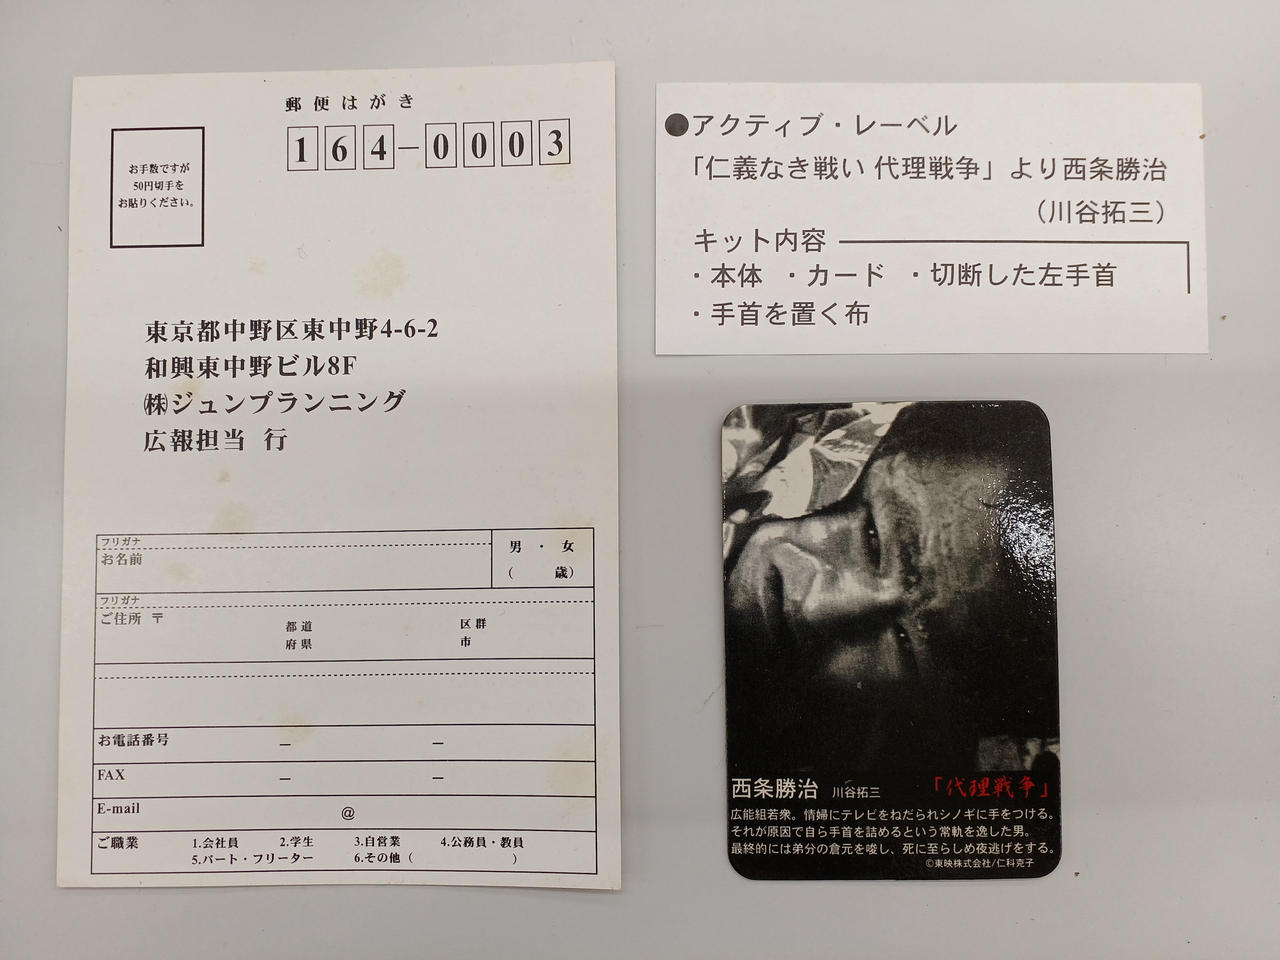 郵便はがき
164-0003
お手数ですが
50円切手を
お貼りください。
東京都中野区東中野4-6-2
和興東中野ビル8F
㈱ジュンプランニング
広報担当 行
フリガナ
お名前
男・女
( 歳)
フリガナ
ご住所 〒
都道 区群
府県 市
お電話番号 ー ー
FAX ー ー
E-mail @
ご職業 1.会社員 2.学生 3.自営業 4.公務員・教員
5.パート・フリーター 6.その他( )
●アクティブ・レーベル
「仁義なき戦い 代理戦争」より西条勝治
(川谷拓三)
キット内容
・本体 ・カード ・切断した左手首
・手首を置く布
西条勝治 川谷拓三 「代理戦争」
広能組若衆。情婦にテレビをねだられシノギに手をつける。
それが原因で自ら手首を詰めるという常軌を逸した男。
最終的には弟分の倉元を唆し、死に至らしめ夜逃げをする。
©東映株式会社/仁科克子